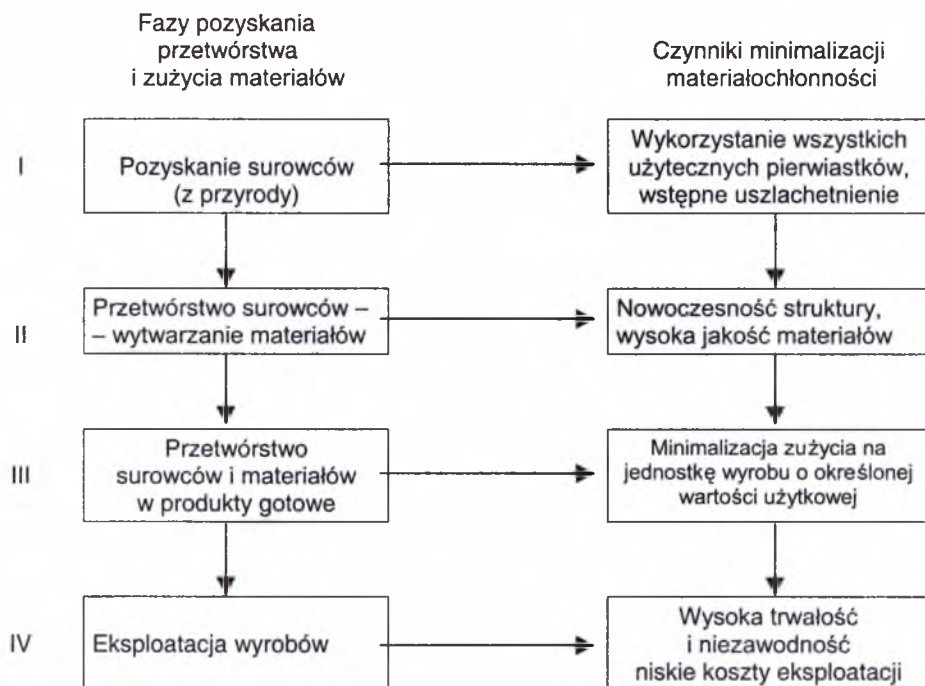 Fazy pozyskania
przetwórstwa
i zużycia materiałów
Czynniki minimalizacji
materiałochłonności
I
Pozyskanie surowców
(z przyrody)
Wykorzystanie wszystkich
użytecznych pierwiastków,
wstępne uszlachetnienie
II
Przetwórstwo surowców –
– wytwarzanie materiałów
Nowoczesność struktury,
wysoka jakość materiałów
III
Przetwórstwo
surowców i materiałów
w produkty gotowe
Minimalizacja zużycia na
jednostkę wyrobu o określonej
wartości użytkowej
IV
Eksploatacja wyrobów
Wysoka trwałość
i niezawodność
niskie koszty eksploatacji